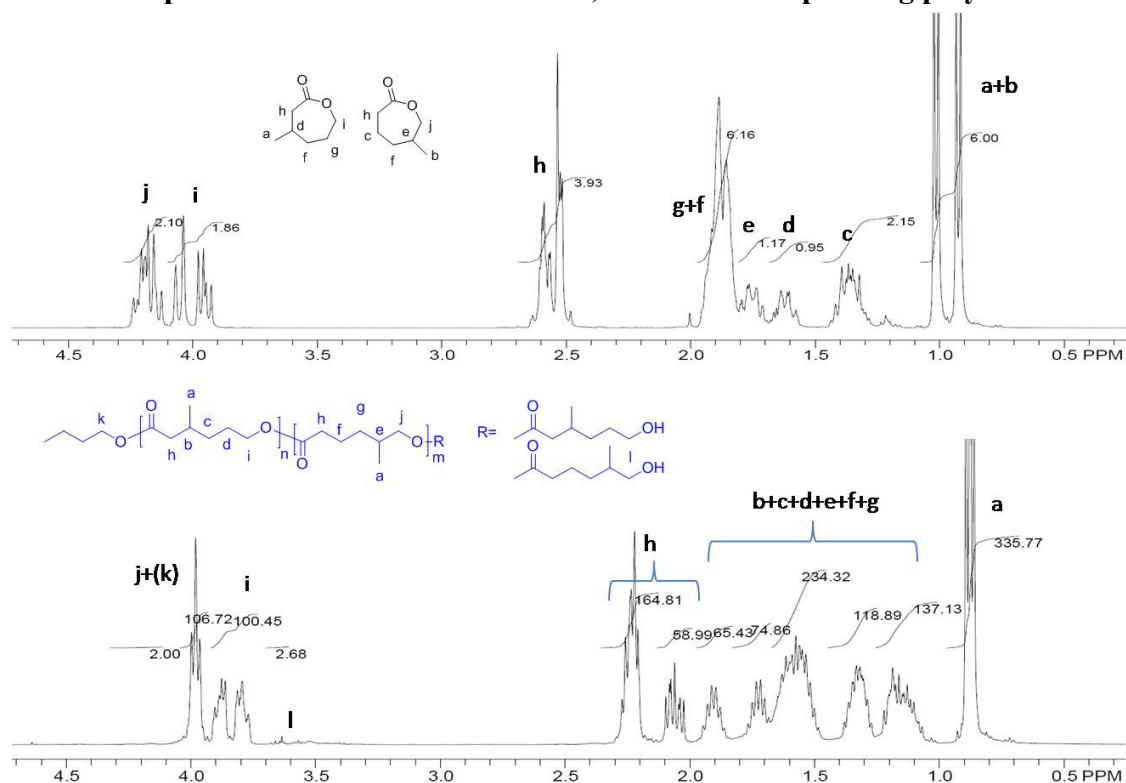 O
O
h
d
i
a
f
g
O
O
h
j
c
e
f
b
a+b
6.00
6.16
h
3.93
j
i
2.10
1.86
g+f
e
d
c
1.17
0.95
2.15
4.5 4.0 3.5 3.0 2.5 2.0 1.5 1.0 0.5 PPM
k
O
O
a
c
b
d
h
i
O
n
h
g
f
e
j
O
a
O
R
m
R=
O
OH
O
l
OH
b+c+d+e+f+g
a
335.77
h
j+(k)
i
234.32
164.81
106.72
100.45
118.89
137.13
58.99
65.43
74.86
2.00
2.68
l
4.5 4.0 3.5 3.0 2.5 2.0 1.5 1.0 0.5 PPM